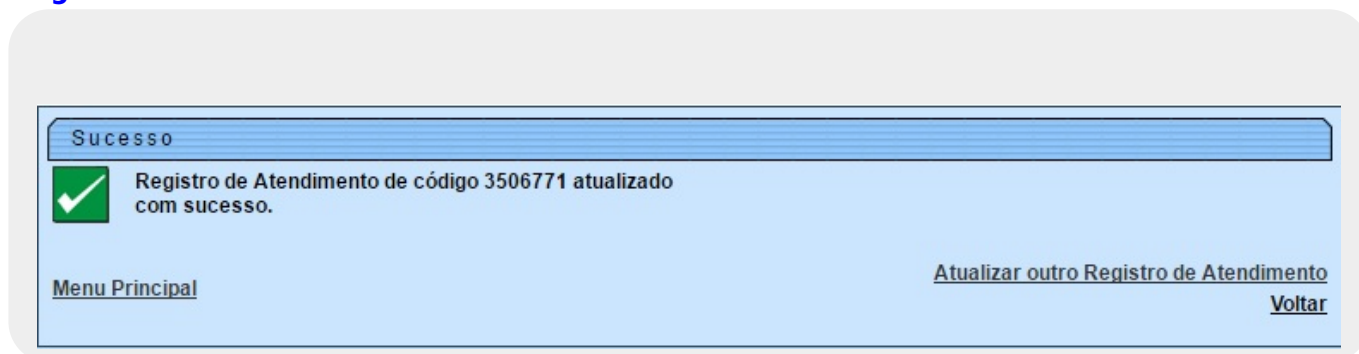 Sucesso
Registro de Atendimento de código 3506771 atualizado
com sucesso.
Atualizar outro Registro de Atendimento
Menu Principal
Voltar